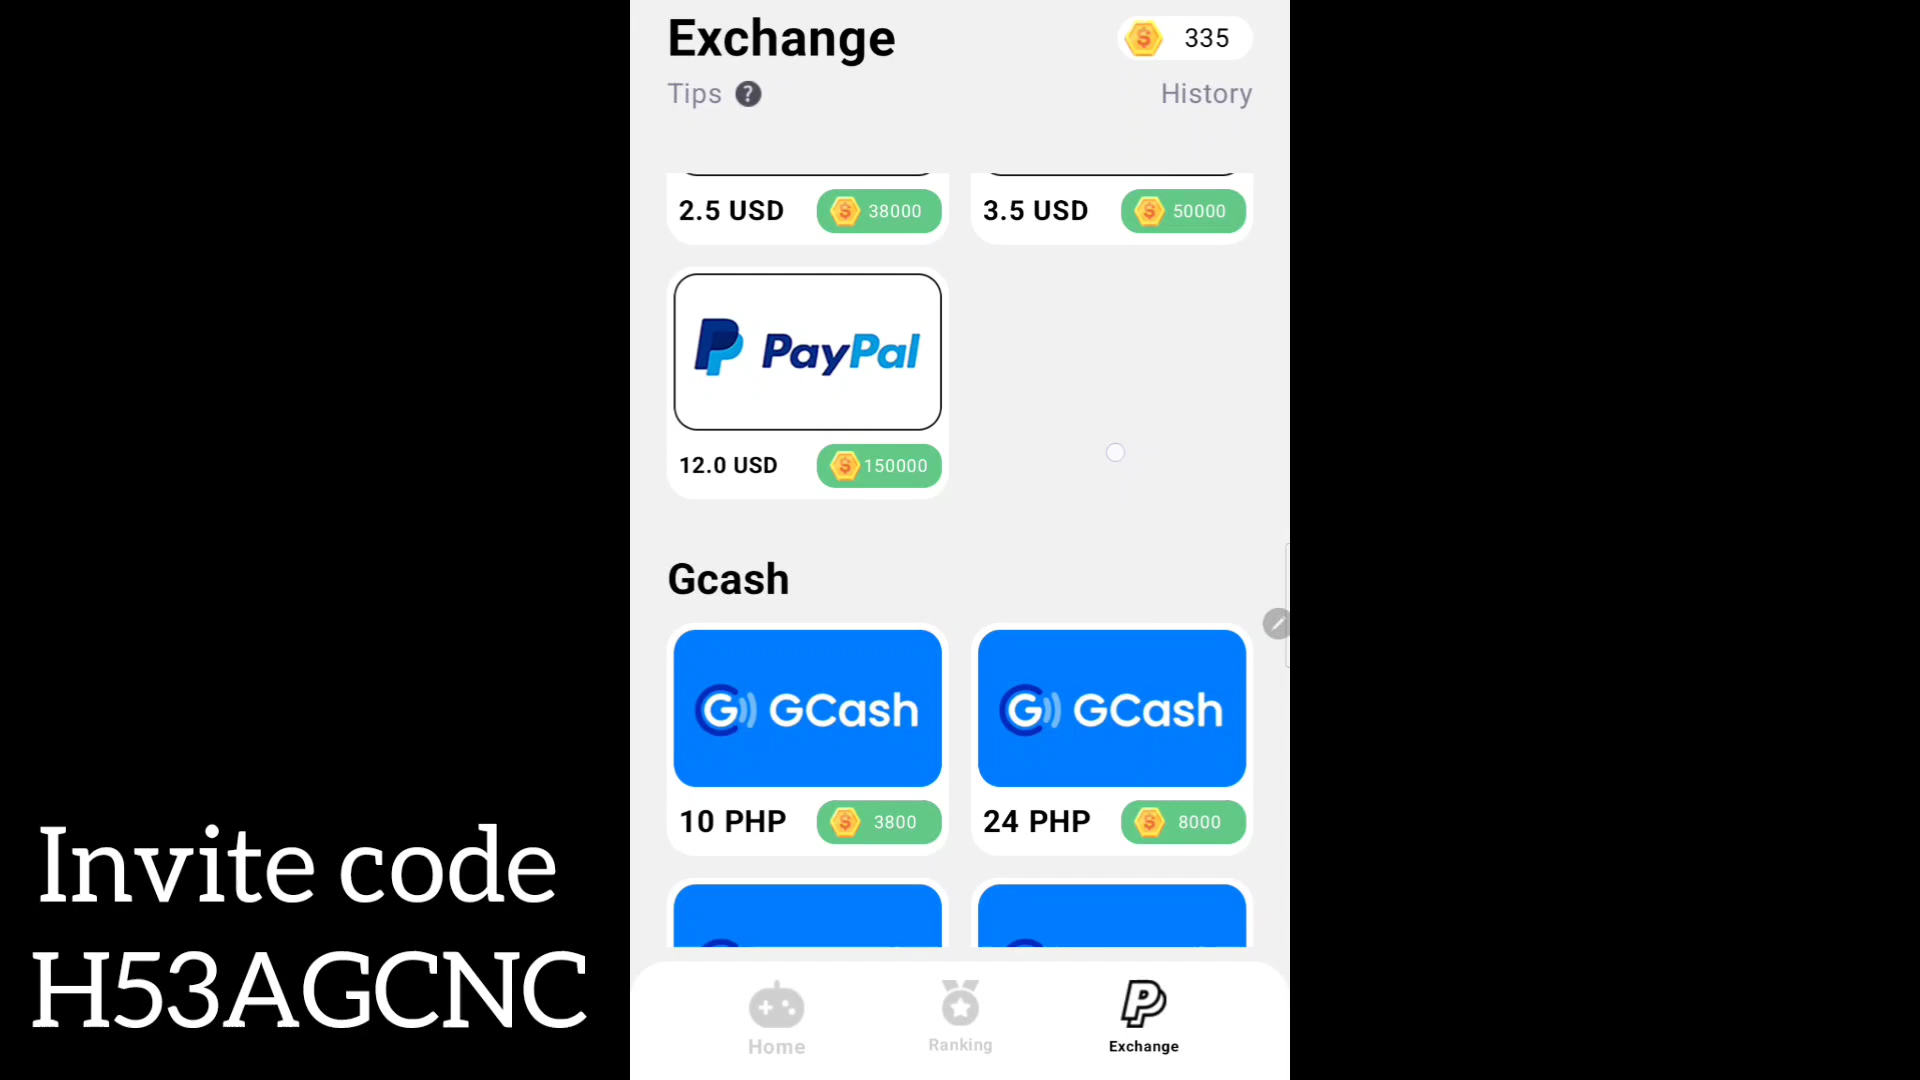 Exchange
335
Tips ?
History
2.5 USD
38000
3.5 USD
50000
PayPal
12.0 USD
150000
Gcash
GCash
GCash
10 PHP
3800
24 PHP
8000
Invite code
H53AGCNC
Home
Ranking
Exchange